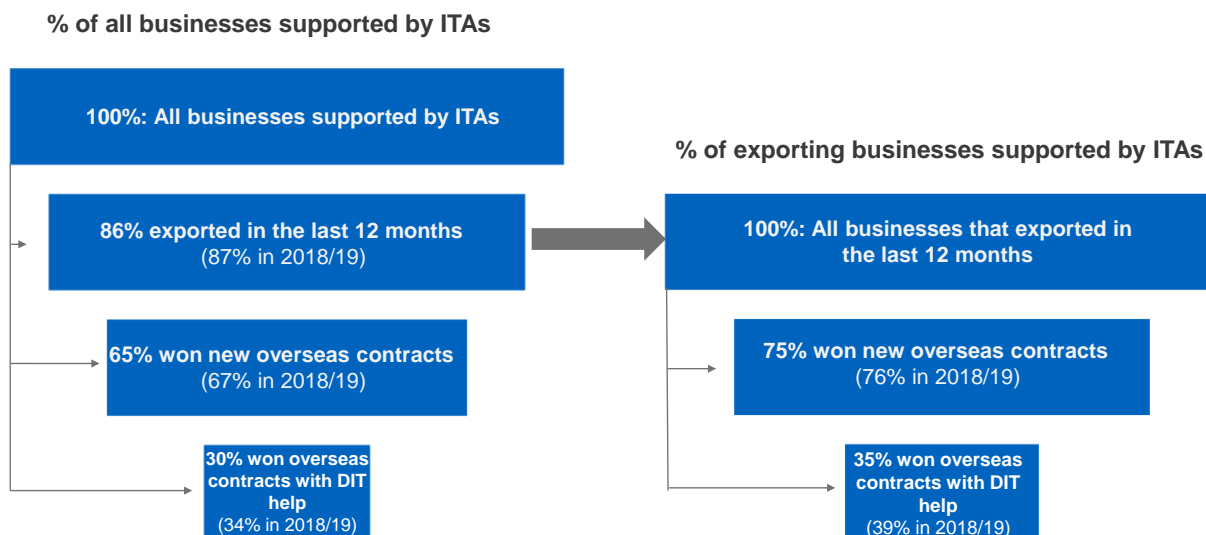 % of all businesses supported by ITAs
100%: All businesses supported by ITAs
86% exported in the last 12 months
(87% in 2018/19)
65% won new overseas contracts
(67% in 2018/19)
30% won overseas
contracts with DIT
help
(34% in 2018/19)
% of exporting businesses supported by ITAs
100%: All businesses that exported in
the last 12 months
75% won new overseas contracts
(76% in 2018/19)
35% won overseas
contracts with DIT
help
(39% in 2018/19)